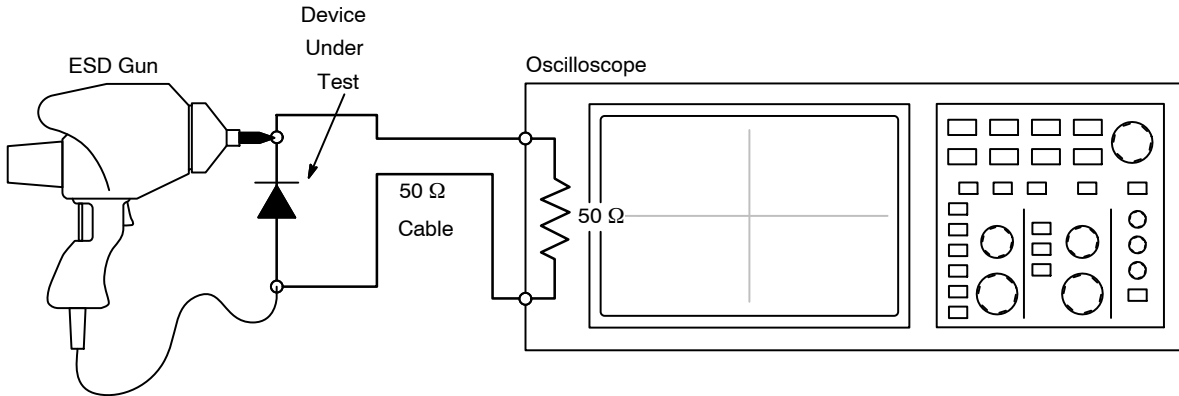 Device
Under
Test
ESD Gun
Oscilloscope
50 Ω
Cable
50 Ω